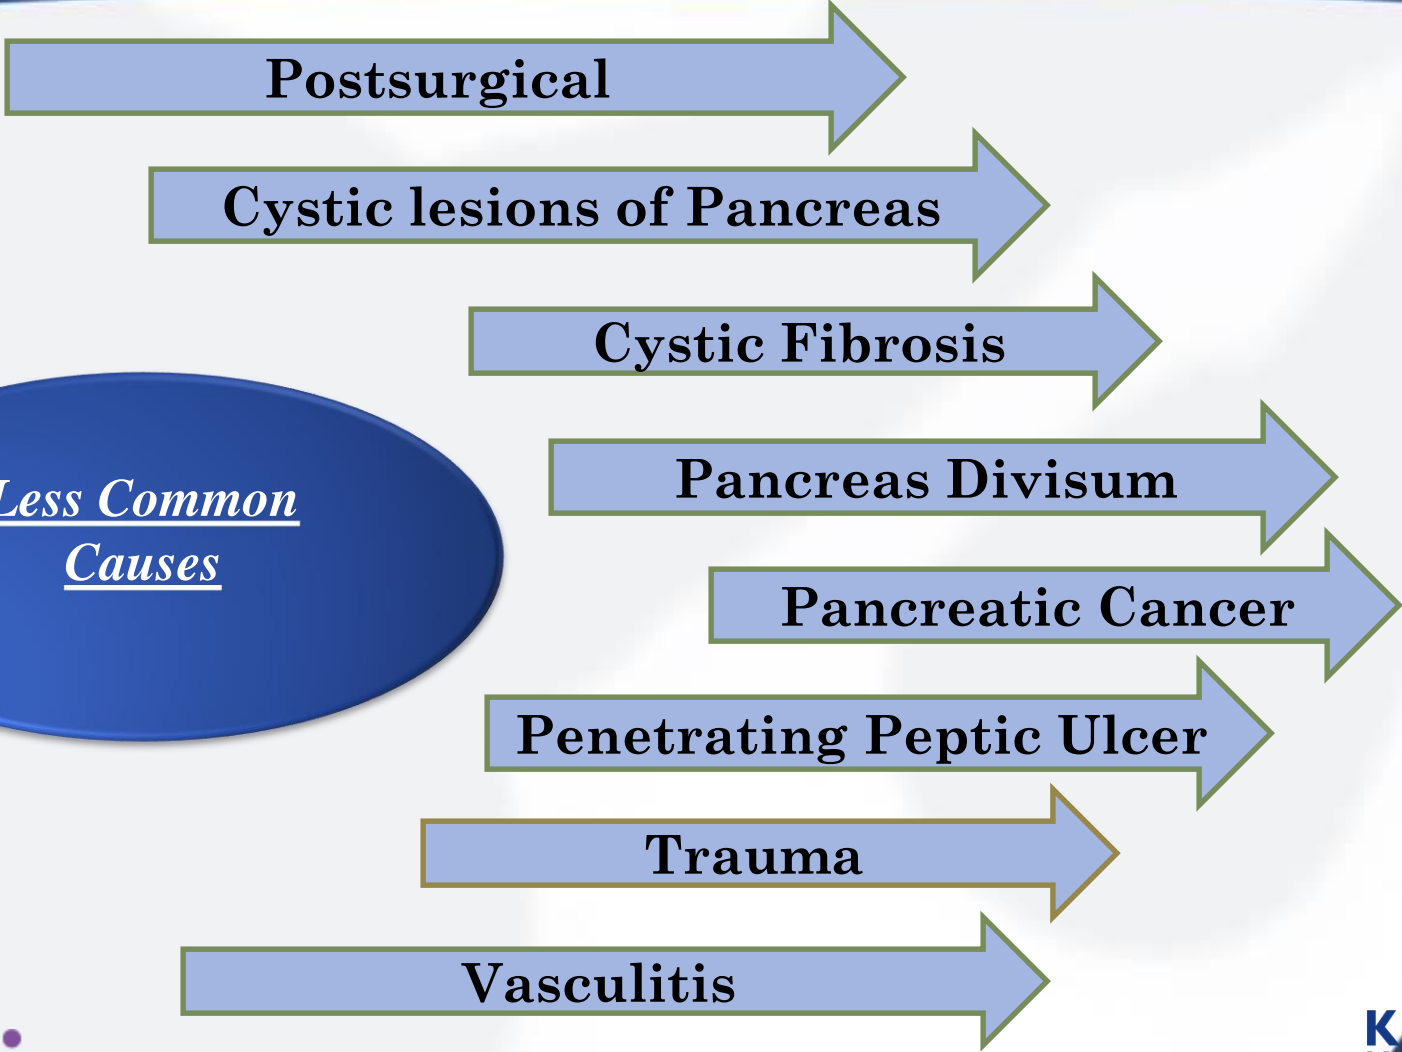 Postsurgical
Cystic lesions of Pancreas
Cystic Fibrosis
Pancreas Divisum
Less Common
Causes
Pancreatic Cancer
Penetrating Peptic Ulcer
Trauma
Vasculitis
K